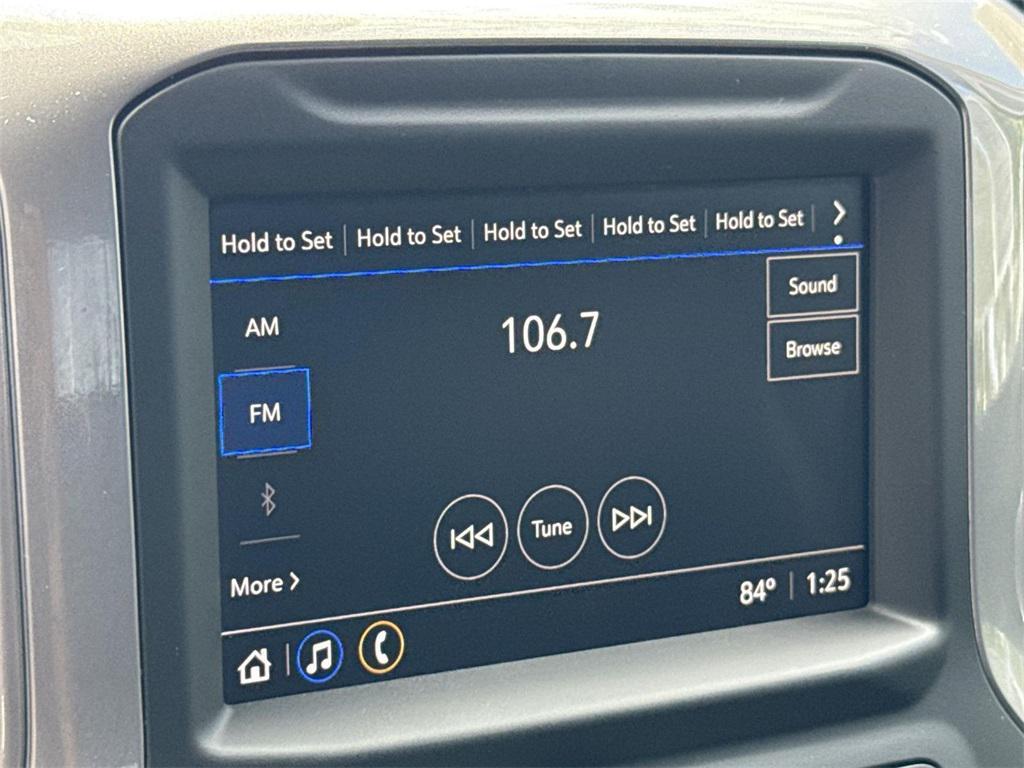 Hold to Set | Hold to Set | Hold to Set | Hold to Set | Hold to Set
Sound
AM
106.7
Browse
FM
Tune
More
84º | 1:25